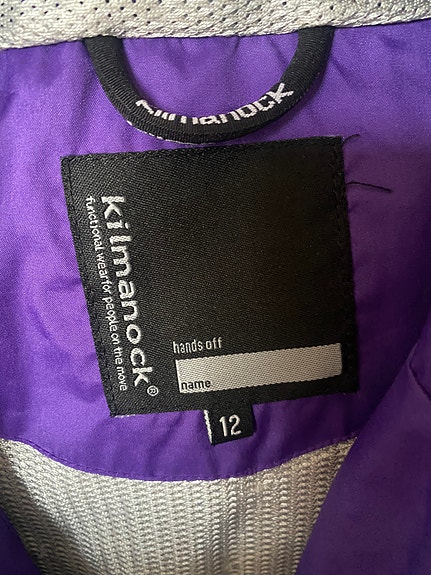 kilmanock
kilmanock®
functional wear for people on the move
hands off
name
12